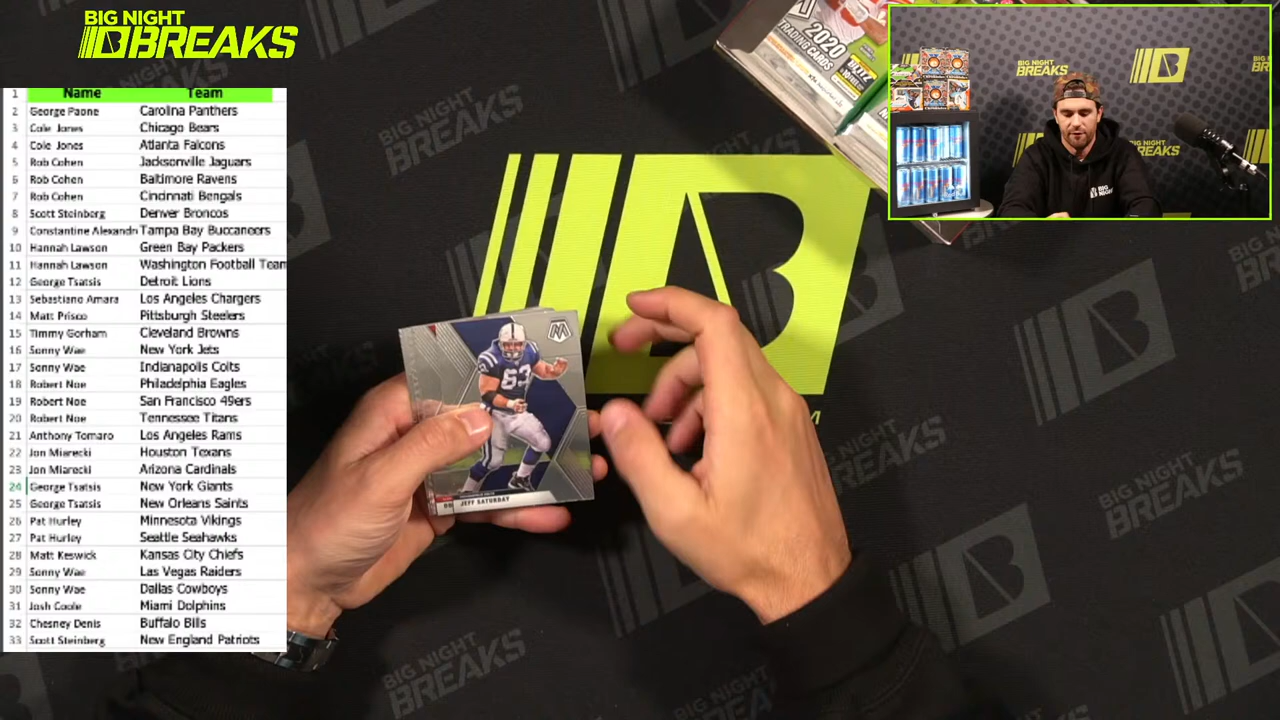 BIG NIGHT
BREAKS
1 Name Team
2 George Paone Carolina Panthers
3 Cole Jones Chicago Bears
4 Cole Jones Atlanta Falcons
5 Rob Cohen Jacksonville Jaguars
6 Rob Cohen Baltimore Ravens
7 Rob Cohen Cincinnati Bengals
8 Scott Steinberg Denver Broncos
9 Constantine Alexandr Tampa Bay Buccaneers
10 Hannah Lawson Green Bay Packers
11 Hannah Lawson Washington Football Team
12 George Tsatsis Detroit Lions
13 Sebastiano Amara Los Angeles Chargers
14 Matt Prisco Pittsburgh Steelers
15 Timmy Gorham Cleveland Browns
16 Sonny Wae New York Jets
17 Sonny Wae Indianapolis Colts
18 Robert Noe Philadelphia Eagles
19 Robert Noe San Francisco 49ers
20 Robert Noe Tennessee Titans
21 Anthony Tomaro Los Angeles Rams
22 Jon Miarecki Houston Texans
23 Jon Miarecki Arizona Cardinals
24 George Tsatsis New York Giants
25 George Tsatsis New Orleans Saints
26 Pat Hurley Minnesota Vikings
27 Pat Hurley Seattle Seahawks
28 Matt Keswick Kansas City Chiefs
29 Sonny Wae Las Vegas Raiders
30 Sonny Wae Dallas Cowboys
31 Josh Coole Miami Dolphins
32 Chesney Denis Buffalo Bills
33 Scott Steinberg New England Patriots
2020
TRADING CARDS
63
JEFF SATURDAY
BIG NIGHT
BREAKS
BIG NIGHT
BREAKS
BIG NIGHT
BREAKS
BIG NIGHT
BREAKS
BIG NIGHT
BREAKS
BREAKS